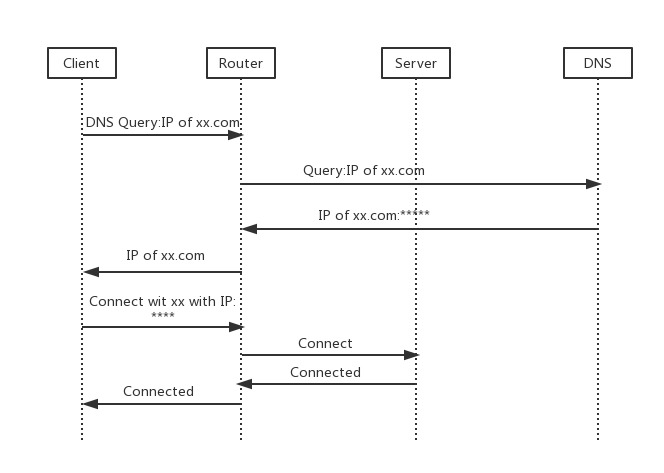 Client
Router
Server
DNS
DNS Query:IP of xx.com
Query:IP of xx.com
IP of xx.com:*****
IP of xx.com
Connect wit xx with IP:
****
Connect
Connected
Connected